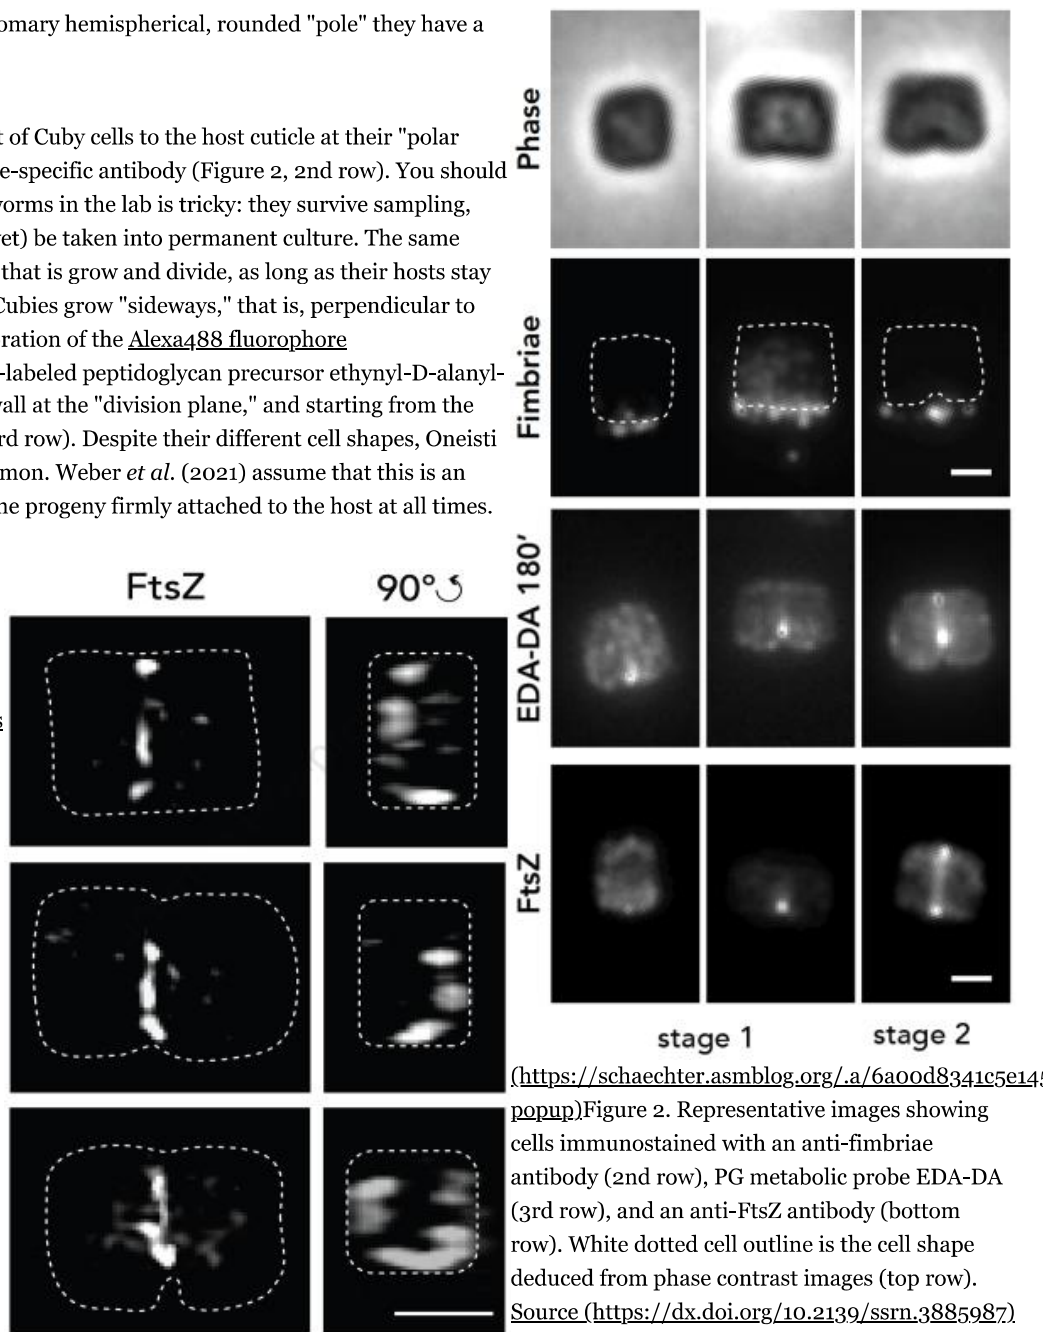 omary hemispherical, rounded "pole" they have a
t of Cuby cells to the host cuticle at their "polar
e-specific antibody (Figure 2, 2nd row). You should
vorms in the lab is tricky: they survive sampling,
vet) be taken into permanent culture. The same
that is grow and divide, as long as their hosts stay
Cubies grow "sideways," that is, perpendicular to
ration of the Alexa488 fluorophore
-labeled peptidoglycan precursor ethynyl-D-alanyl-
vall at the "division plane," and starting from the
rd row). Despite their different cell shapes, Oneisti
mon. Weber et al. (2021) assume that this is an
ne progeny firmly attached to the host at all times.
FtsZ
90°
s
Phase
Fimbriae
EDA-DA 180′
FtsZ
stage 1
stage 2
(https://schaechter.asmblog.org/.a/6a00d8341c5e145
popup)Figure 2. Representative images showing
cells immunostained with an anti-fimbriae
antibody (2nd row), PG metabolic probe EDA-DA
(3rd row), and an anti-FtsZ antibody (bottom
row). White dotted cell outline is the cell shape
deduced from phase contrast images (top row).
Source (https://dx.doi.org/10.2139/ssrn.3885987)